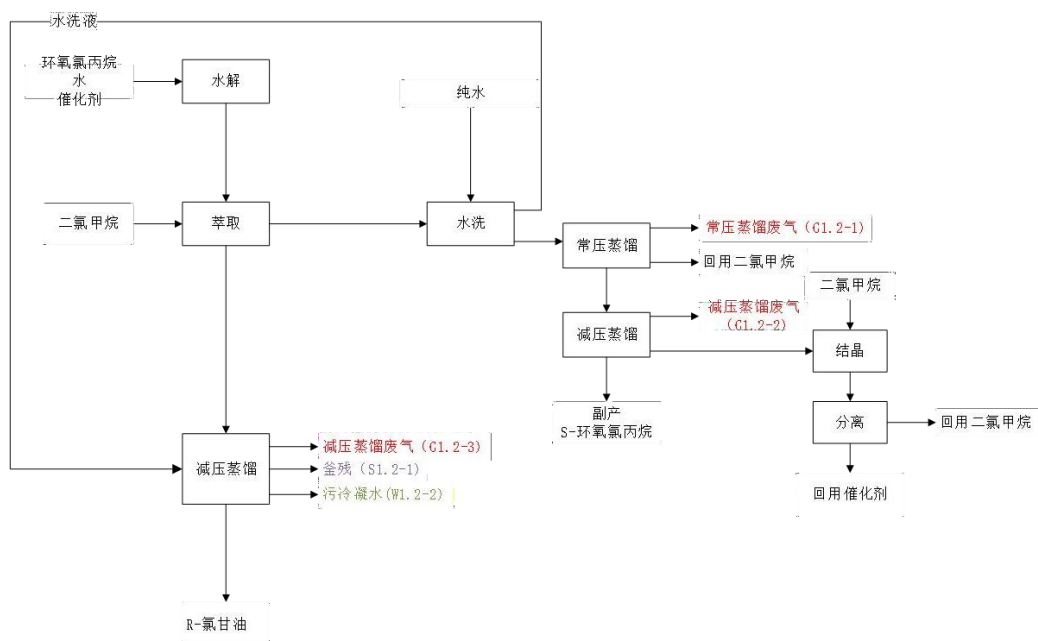 水洗液
环氧氯丙烷
水
催化剂
水解
纯水
二氯甲烷
萃取
水洗
常压蒸馏
常压蒸馏废气（G1.2-1）
回用二氯甲烷
二氯甲烷
减压蒸馏
减压蒸馏废气
（G1.2-2）
结晶
副产
S-环氧氯丙烷
分离
回用二氯甲烷
回用催化剂
减压蒸馏
减压蒸馏废气（G1.2-3）
釜残（S1.2-1）
污冷凝水(W1.2-2)
R-氯甘油